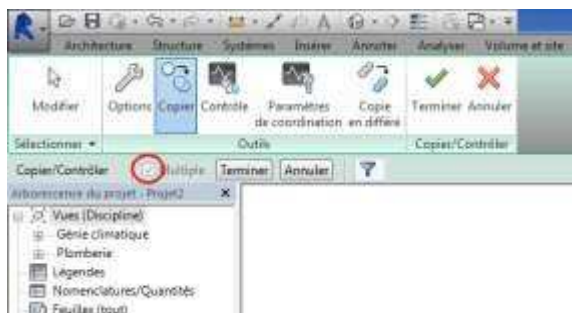 Architecture Structure Systèmes Insérer Annoter Analyser Volume et site
Modifier Options Copier Contrôle Paramètres de coordination Copie en différé Terminer Annuler
Sélectionner Outils Copier/Contrôler
Copier/Contrôler Multiple Terminer Annuler
Arborescence du projet - Projet2
Vues (Discipline)
Génie climatique
Plomberie
Légendes
Nomenclatures/Quantités
Feuilles (tout)